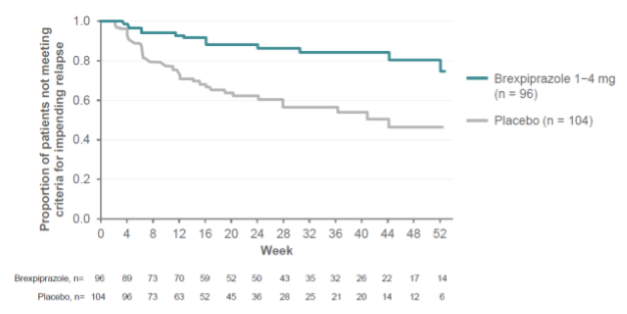 1.0
0.8
0.6
0.4
0.2
0.0
Proportion of patients not meeting
criteria for impending relapse
0 4 8 12 16 20 24 28 32 36 40 44 48 52
Week
Brexpiprazole 1–4 mg
(n = 96)
Placebo (n = 104)
Brexpiprazole, n= 96 89 73 70 59 52 50 43 35 32 26 22 17 14
Placebo, n= 104 96 73 63 52 45 36 28 25 21 20 14 12 6